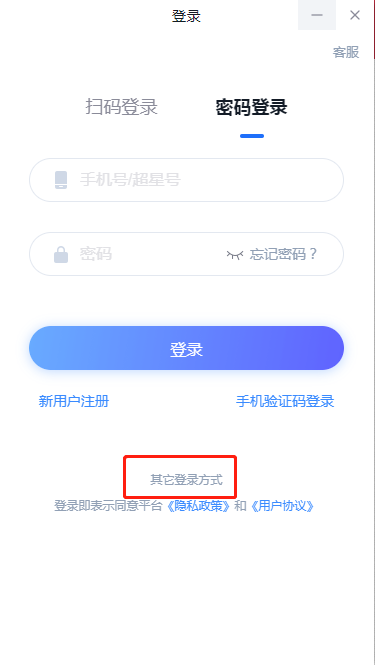 登录
客服
扫码登录 密码登录
手机号/超星号
密码 忘记密码？
登录
新用户注册 手机验证码登录
其它登录方式
登录即表示同意平台《隐私政策》和《用户协议》